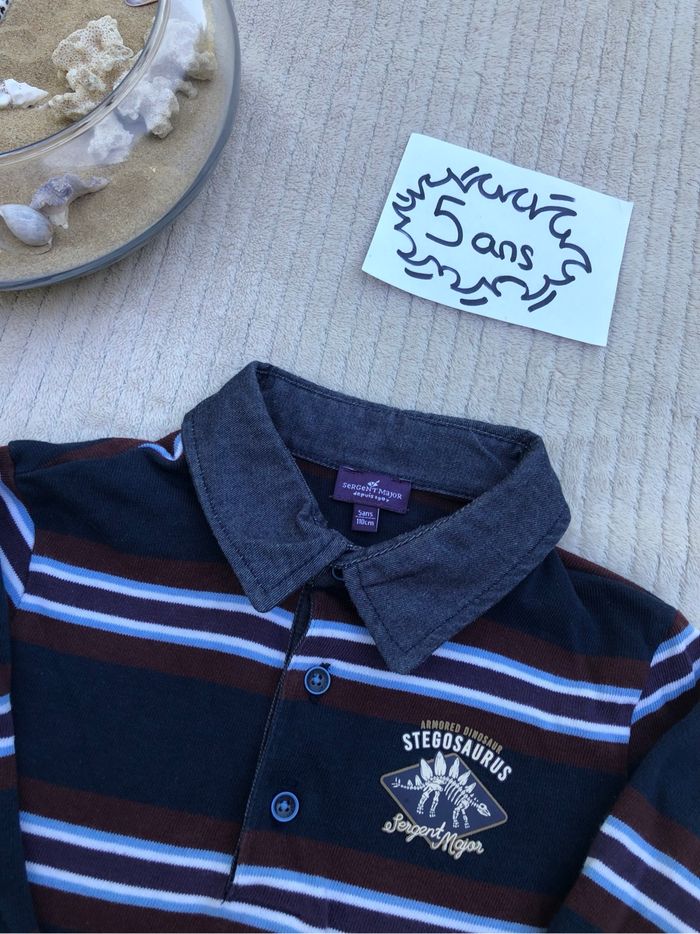 5 ans
SERGENT MAJOR
depuis 1987
5ans
110cm
ARMORED DINOSAUR
STEGOSAURUS
Sergent Major